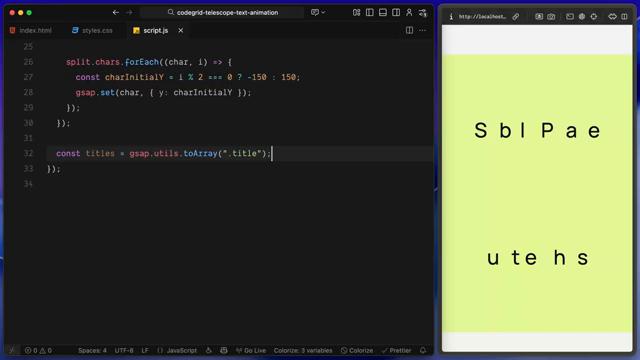 codegrid-telescope-text-animation
index.html
styles.css
script.js
http://localhost...
25
26 split.chars.forEach((char, i) => {
27 const charInitialY = i % 2 === 0 ? -150 : 150;
28 gsap.set(char, { y: charInitialY });
29 });
30 });
31
32 const titles = gsap.utils.toArray(".title");
33 });
34
S b l P a e
u t e h s
0 0 Spaces: 4 UTF-8 LF {} JavaScript Go Live Colorize: 3 variables Colorize Prettier